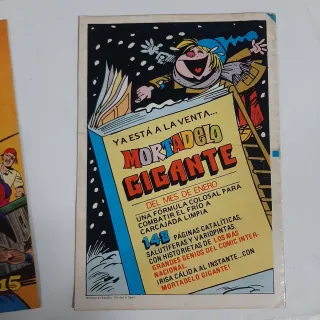 YA ESTÁ A LA VENTA...
MORTADELO
GIGANTE
DEL MES DE ENERO
UNA FÓRMULA COLOSAL PARA
COMBATIR EL FRÍO A
CARCAJADA LIMPIA
148 PÁGINAS CATALÍTICAS,
SALUTÍFERAS Y VARIOPINTAS,
CON HISTORIETAS DE LOS MÁS
GRANDES GENIOS DEL COMIC INTER-
NACIONAL.
¡RISA CÁLIDA AL INSTANTE...CON
MORTADELO GIGANTE!
15